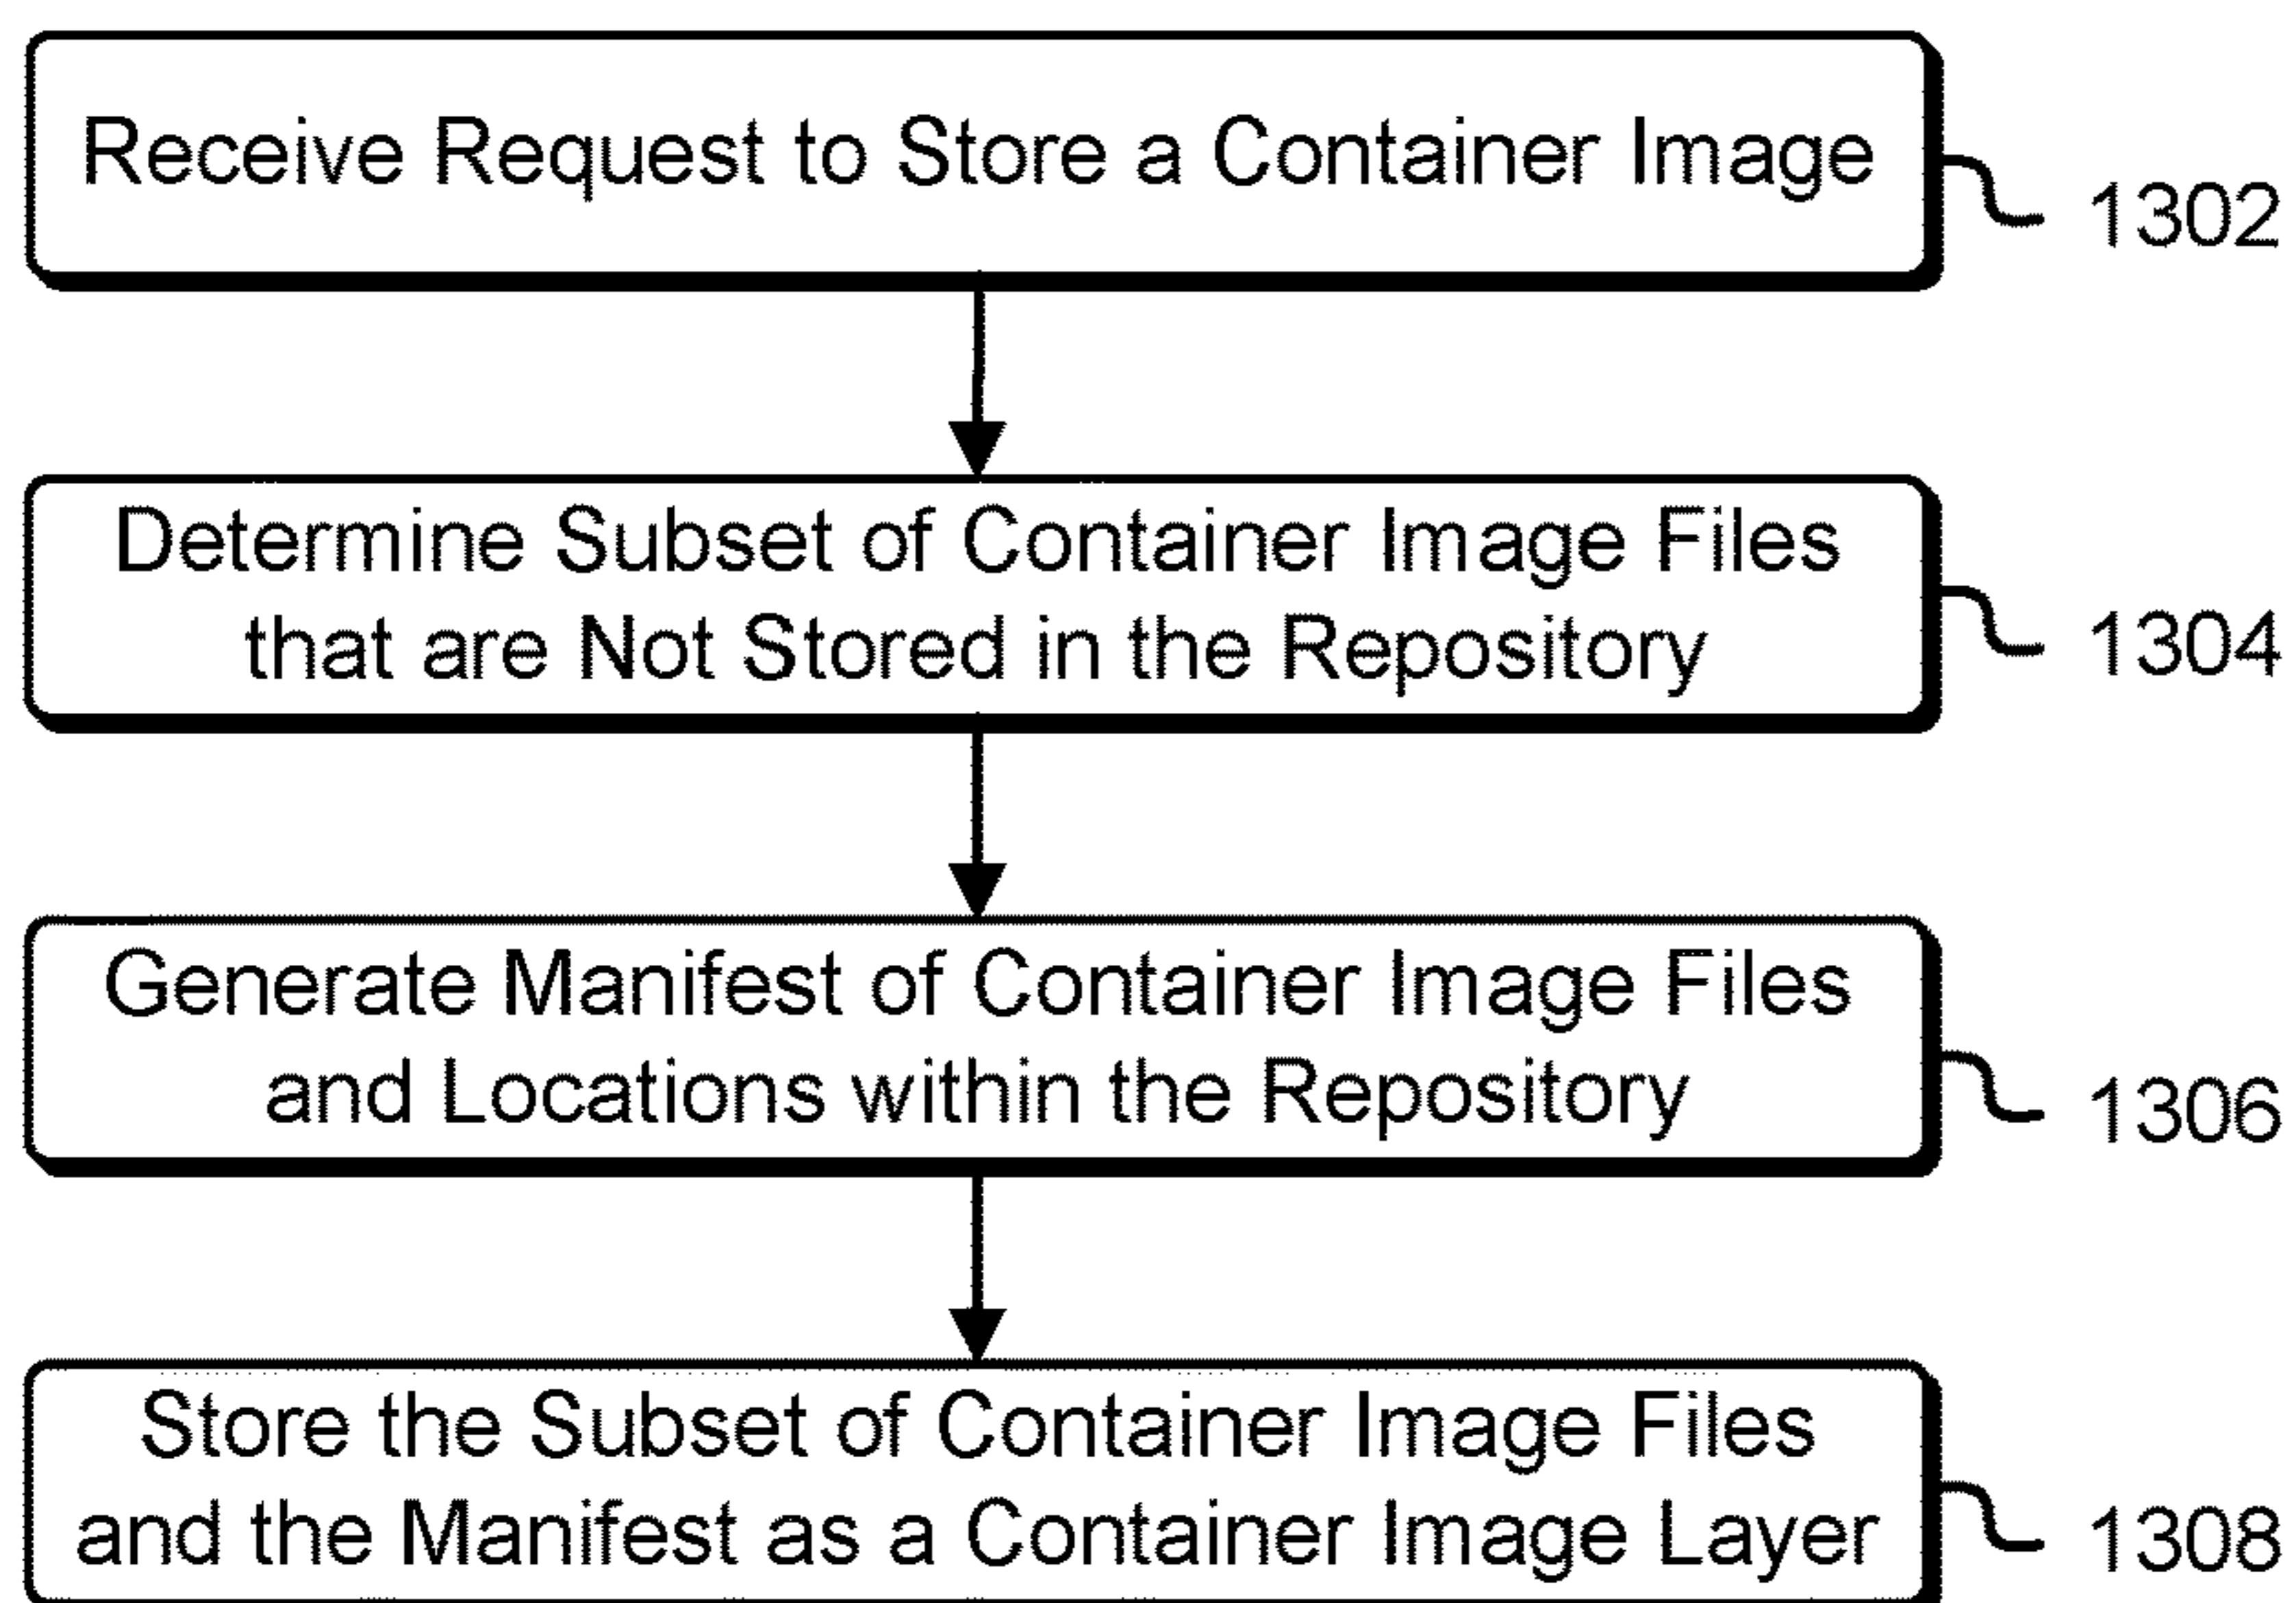 Receive Request to Store a Container Image
1302
Determine Subset of Container Image Files
that are Not Stored in the Repository
1304
Generate Manifest of Container Image Files
and Locations within the Repository
1306
Store the Subset of Container Image Files
and the Manifest as a Container Image Layer
1308